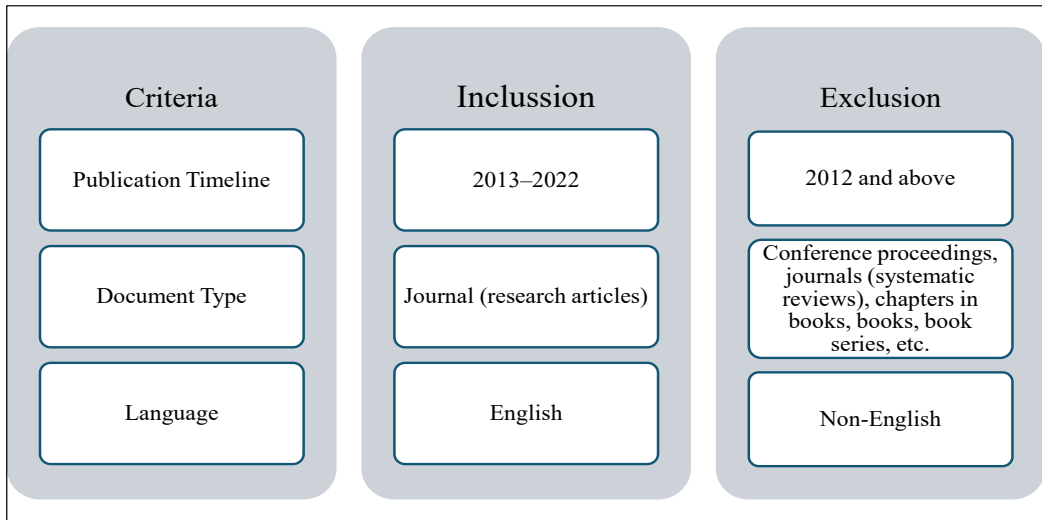 Criteria
Publication Timeline
Document Type
Language
Inclussion
2013–2022
Journal (research articles)
English
Exclusion
2012 and above
Conference proceedings,
journals (systematic
reviews), chapters in
books, books, book
series, etc.
Non-English